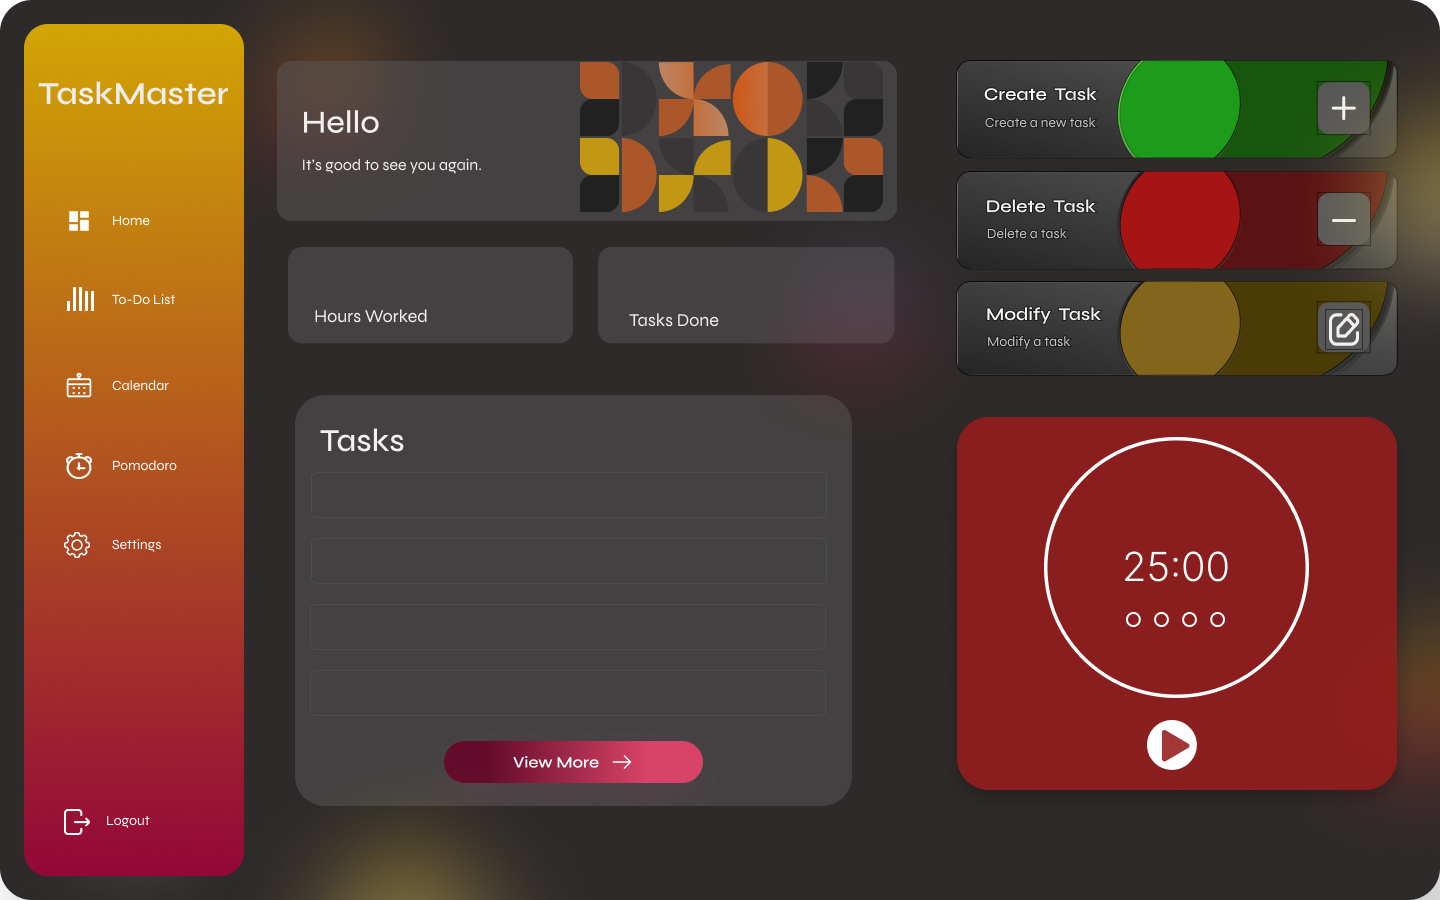 TaskMaster
Home
To-Do List
Calendar
Pomodoro
Settings
Logout
Hello
It's good to see you again.
Hours Worked
Tasks Done
Tasks
View More
Create Task
Create a new task
Delete Task
Delete a task
Modify Task
Modify a task
25:00